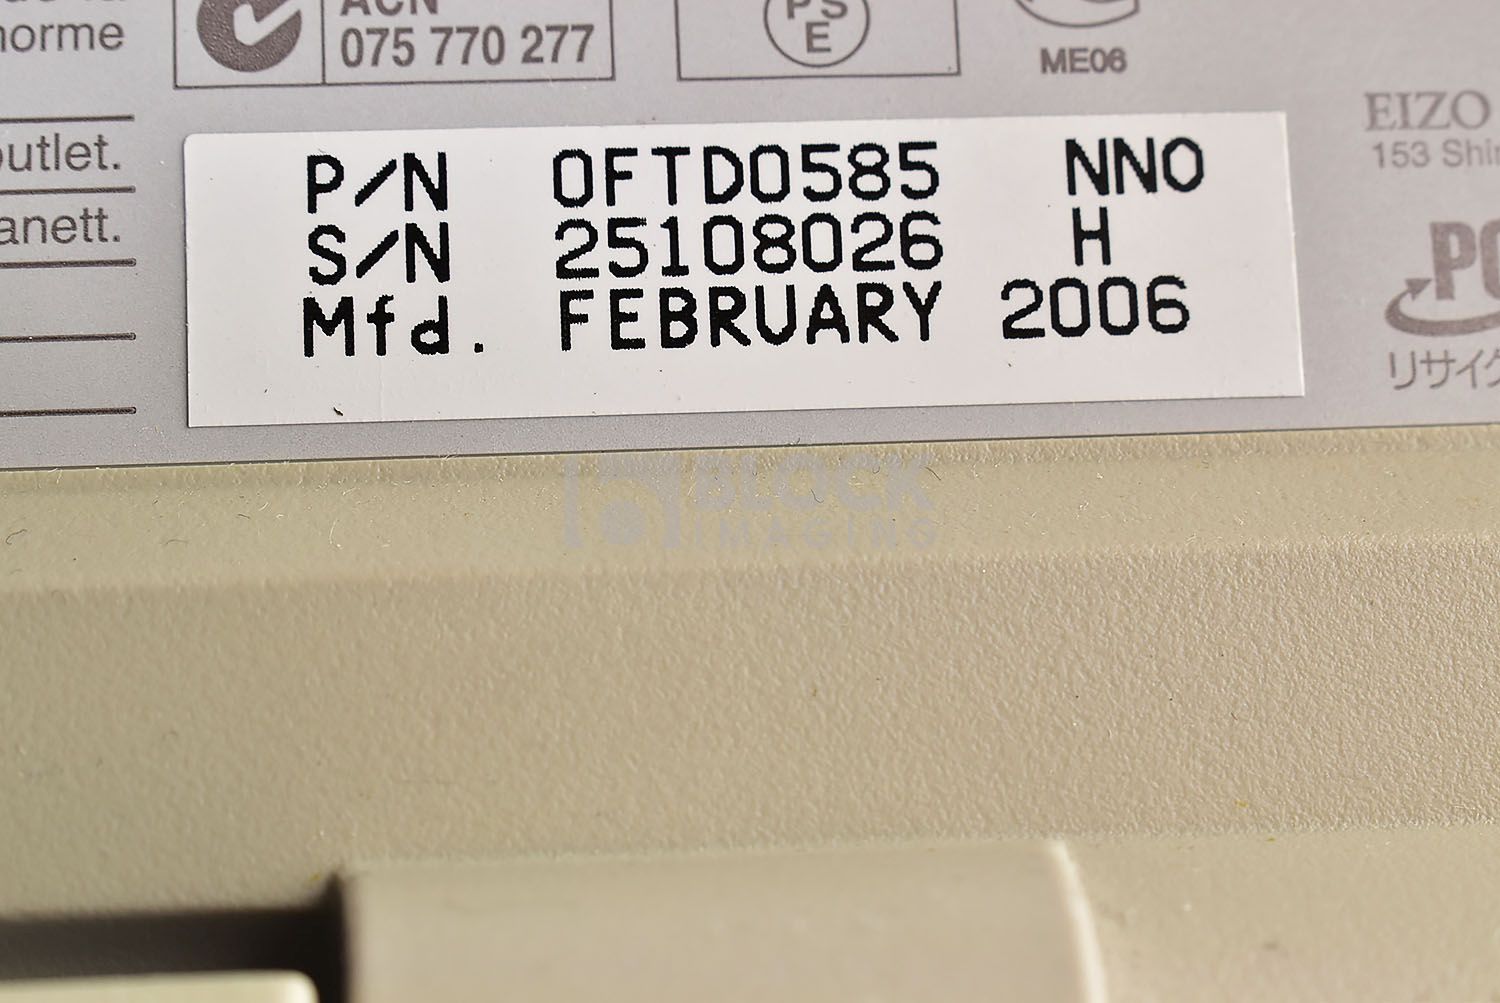 norme
ACN
075 770 277
PS
E
ME06
outlet.
anett.
P/N 0FTD0585 NNO
S/N 25108026 H
Mfd. FEBRUARY 2006
EIZO
153 Shi
PC
リサイク
BLOCK
IMAGING